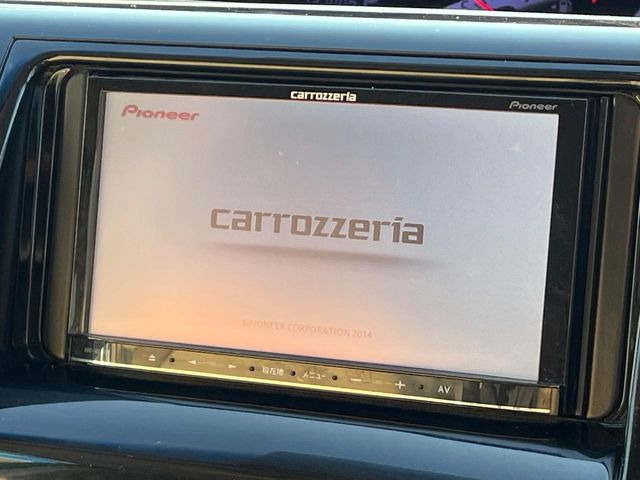 carrozzeria
Pioneer
Pioneer
carrozzeria
©PIONEER CORPORATION 2014
現在地 メニュー − + AV